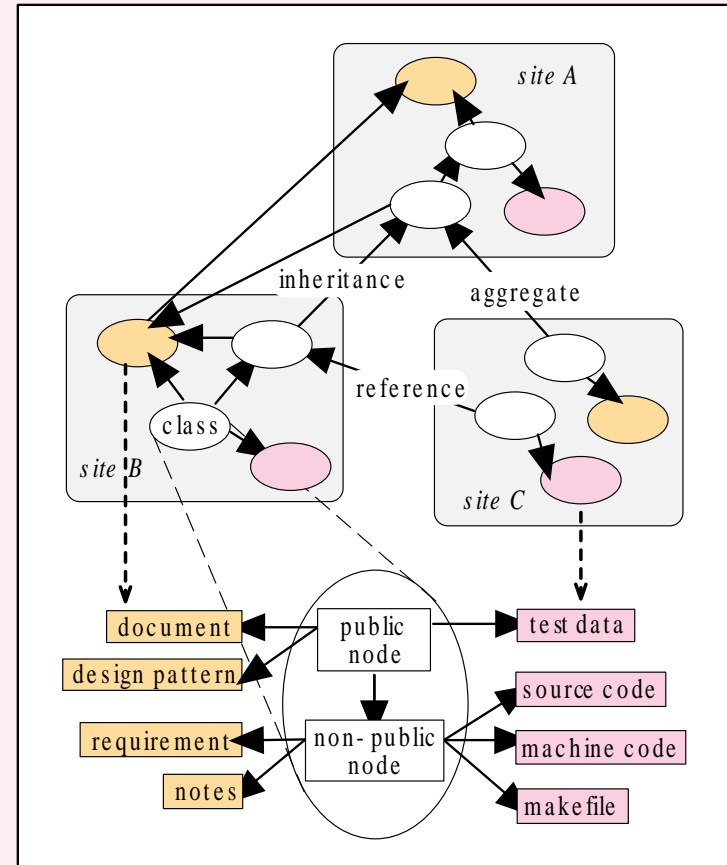 site A
inheritance
aggregate
reference
class
site B
site C
document
public
node
test data
design pattern
source code
requirement
non-public
node
machine code
notes
makefile